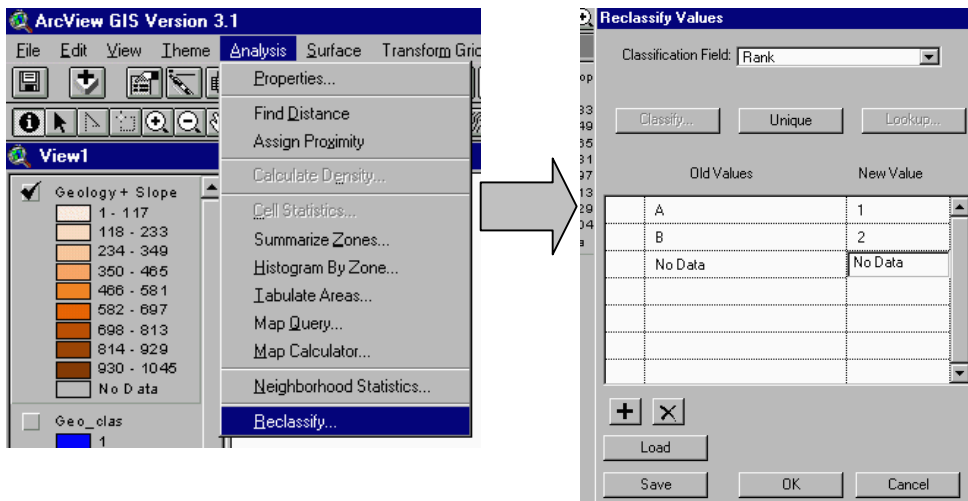 ArcView GIS Version 3.1
File Edit View Theme Analysis Surface Transform Grid
View1
Geology + Slope
1 - 117
118 - 233
234 - 349
350 - 465
466 - 581
582 - 697
698 - 813
814 - 929
930 - 1045
No Data
Geo_clas
1
Properties...
Find Distance
Assign Proximity
Calculate Density...
Cell Statistics...
Summarize Zones...
Histogram By Zone...
Tabulate Areas...
Map Query...
Map Calculator...
Neighborhood Statistics...
Reclassify...
Reclassify Values
Classification Field: Rank
Classify... Unique Lookup...
Old Values New Value
A 1
B 2
No Data No Data
Load
Save OK Cancel